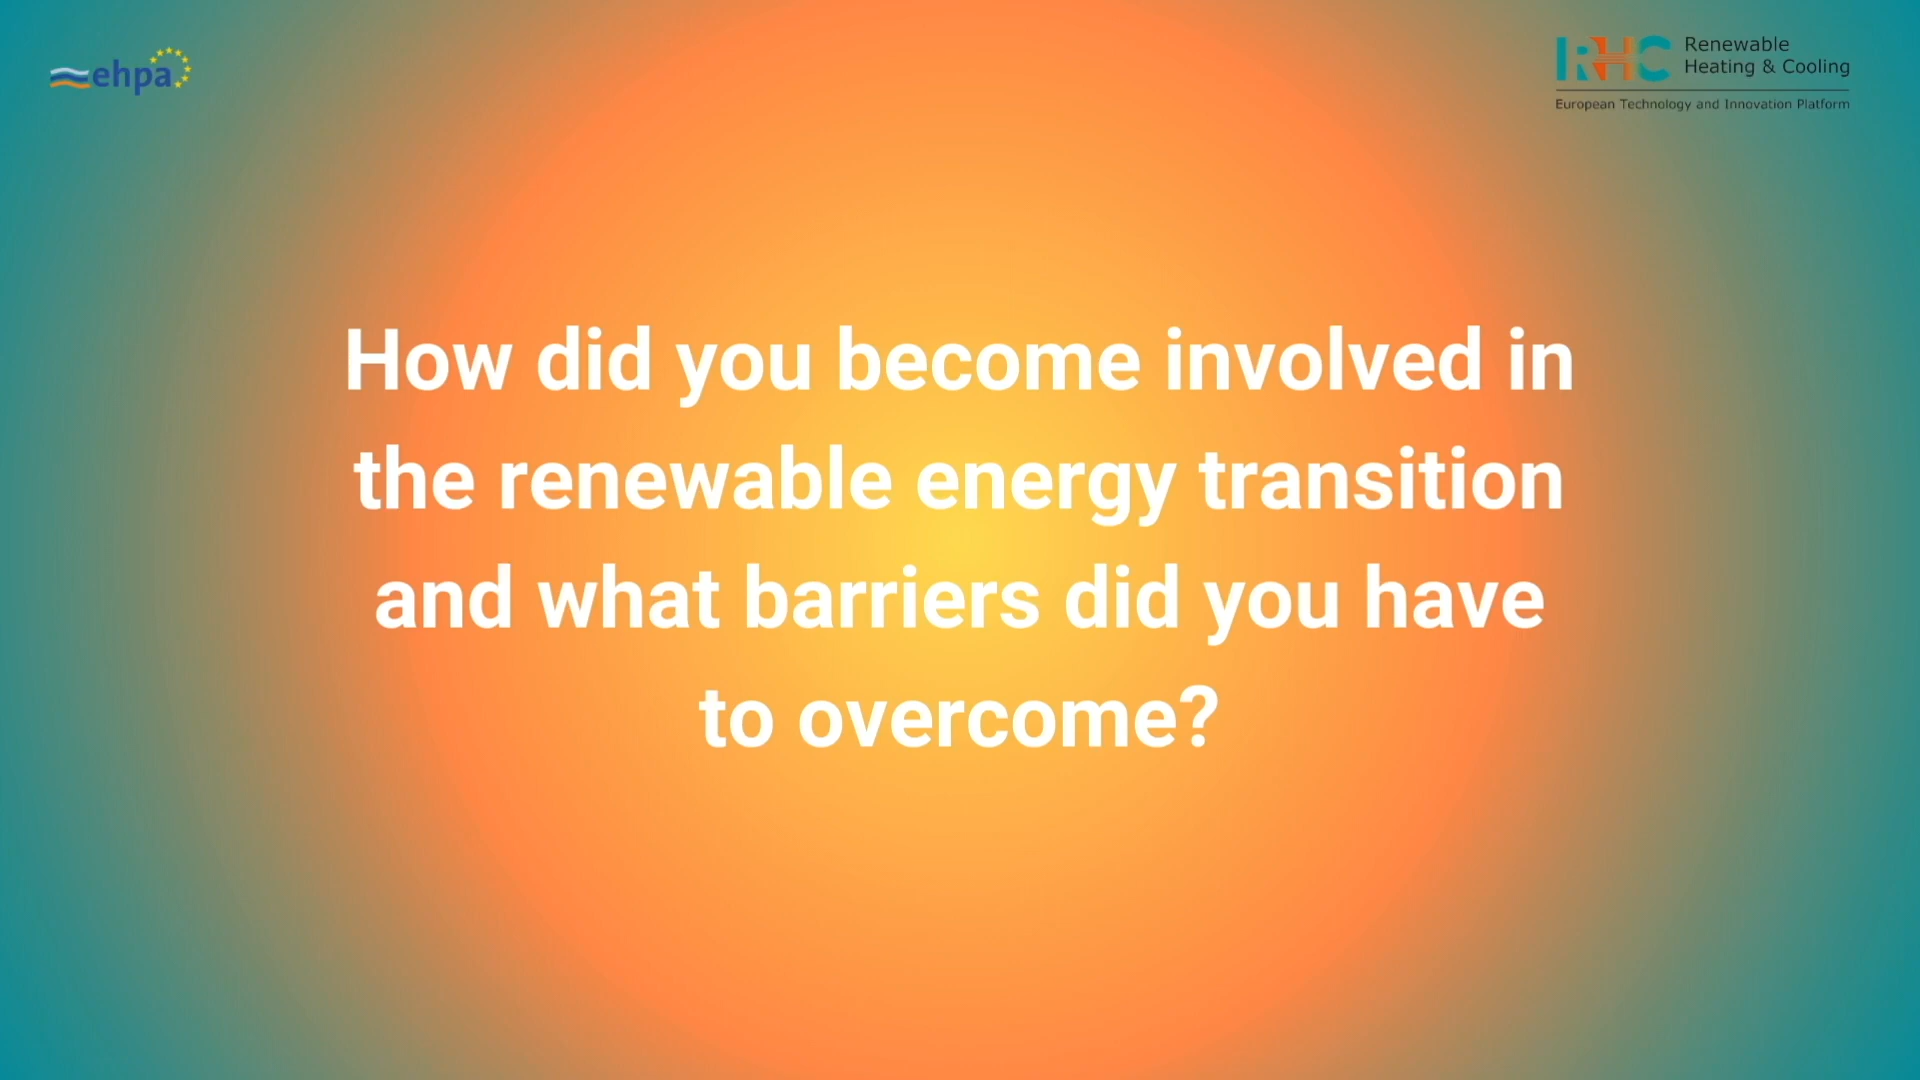 ehpa
RHC
Renewable
Heating & Cooling
European Technology and Innovation Platform
How did you become involved in
the renewable energy transition
and what barriers did you have
to overcome?